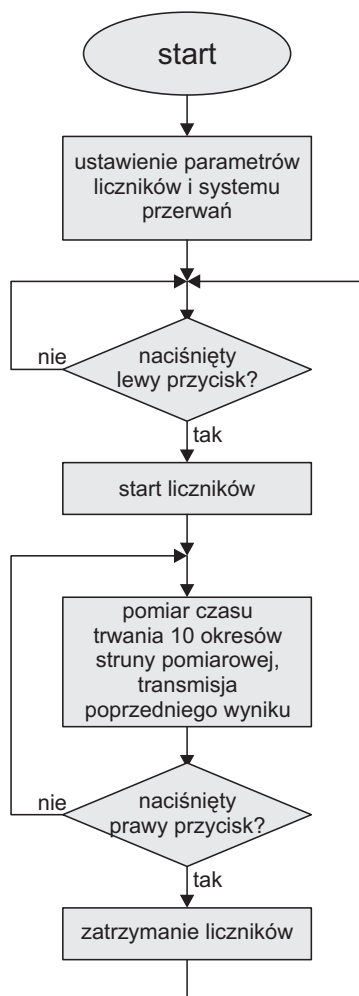 start
ustawienie parametrów
liczników i systemu
przerwań
nie
naciśnięty
lewy przycisk?
tak
start liczników
pomiar czasu
trwania 10 okresów
struny pomiarowej,
transmisja
poprzedniego wyniku
nie
naciśnięty
prawy przycisk?
tak
zatrzymanie liczników